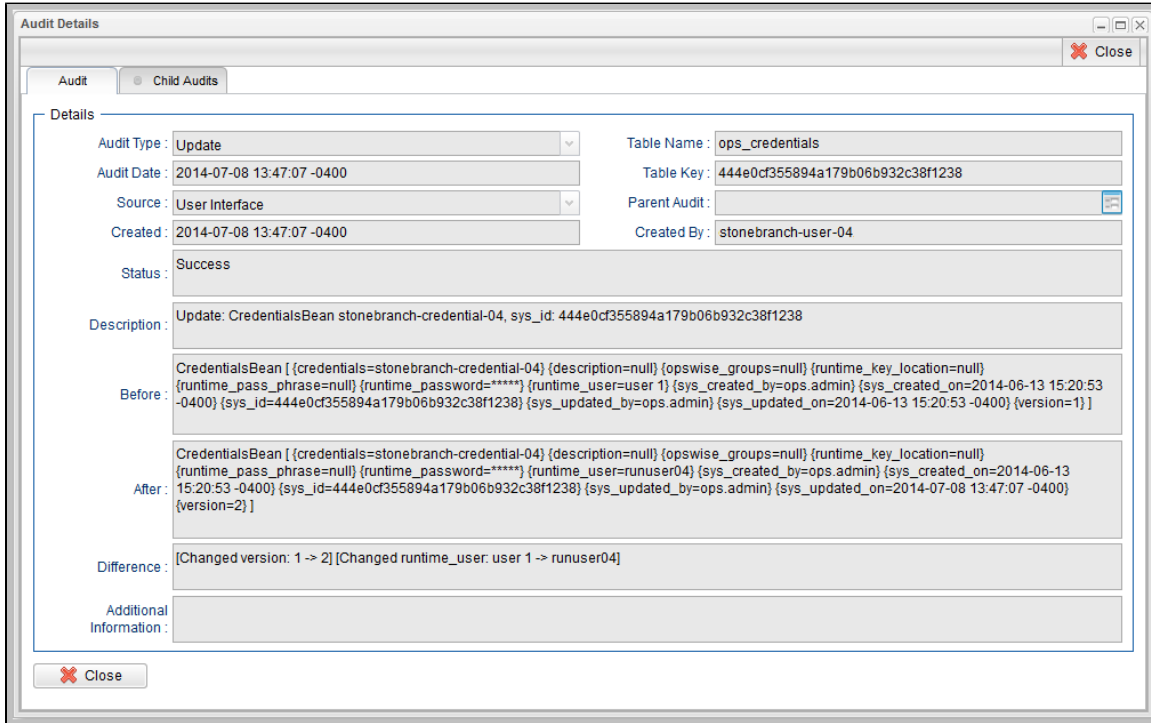 Audit Details
Close
Audit
Child Audits
Details
Audit Type : Update
Table Name : ops_credentials
Audit Date : 2014-07-08 13:47:07 -0400
Table Key : 444e0cf355894a179b06b932c38f1238
Source : User Interface
Parent Audit :
Created : 2014-07-08 13:47:07 -0400
Created By : stonebranch-user-04
Status : Success
Description : Update: CredentialsBean stonebranch-credential-04, sys_id: 444e0cf355894a179b06b932c38f1238
Before :
CredentialsBean [ {credentials=stonebranch-credential-04} {description=null} {opswise_groups=null} {runtime_key_location=null}
{runtime_pass_phrase=null} {runtime_password=*****} {runtime_user=user 1} {sys_created_by=ops.admin} {sys_created_on=2014-06-13 15:20:53
-0400} {sys_id=444e0cf355894a179b06b932c38f1238} {sys_updated_by=ops.admin} {sys_updated_on=2014-06-13 15:20:53 -0400} {version=1} ]
After :
CredentialsBean [ {credentials=stonebranch-credential-04} {description=null} {opswise_groups=null} {runtime_key_location=null}
{runtime_pass_phrase=null} {runtime_password=*****} {runtime_user=runuser04} {sys_created_by=ops.admin} {sys_created_on=2014-06-13
15:20:53 -0400} {sys_id=444e0cf355894a179b06b932c38f1238} {sys_updated_by=ops.admin} {sys_updated_on=2014-07-08 13:47:07 -0400}
{version=2} ]
Difference : [Changed version: 1 -> 2] [Changed runtime_user: user 1 -> runuser04]
Additional
Information :
Close